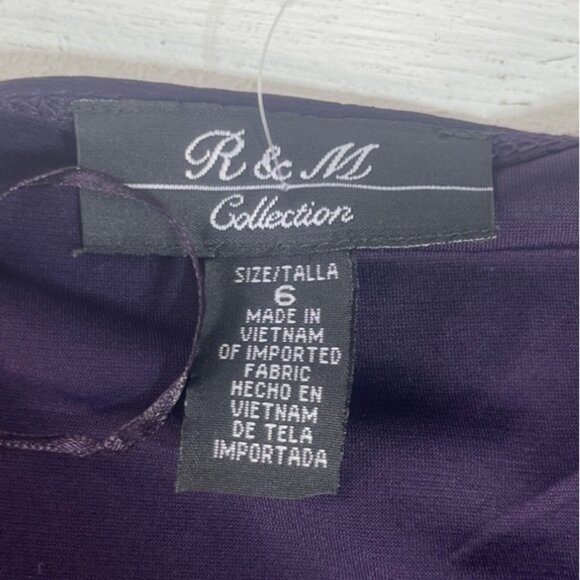 R & M
Collection
SIZE/TALLA
6
MADE IN
VIETNAM
OF IMPORTED
FABRIC
HECHO EN
VIETNAM
DE TELA
IMPORTADA